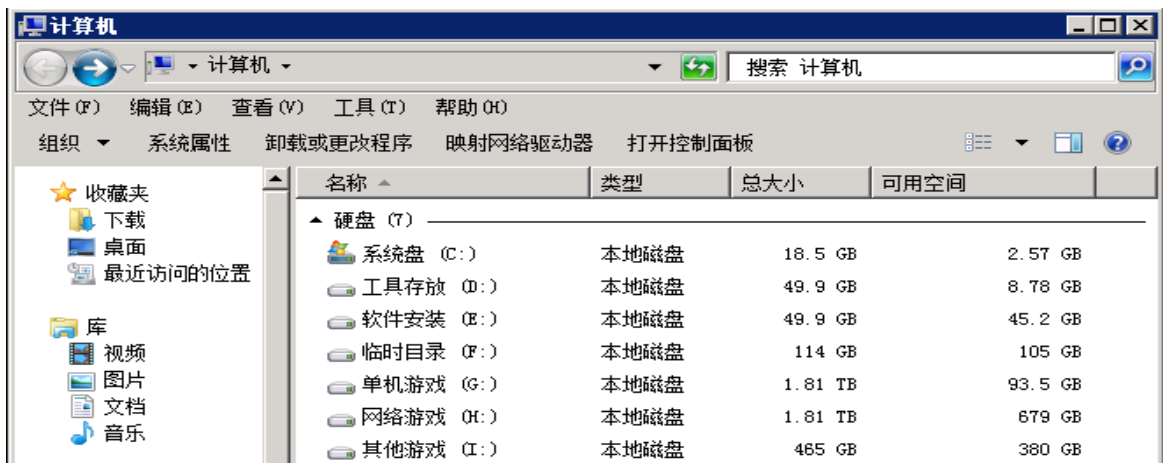 计算机
计算机
搜索 计算机
文件(F) 编辑(E) 查看(V) 工具(T) 帮助(H)
组织 系统属性 卸载或更改程序 映射网络驱动器 打开控制面板
收藏夹
下载
桌面
最近访问的位置
库
视频
图片
文档
音乐
名称 类型 总大小 可用空间
硬盘 (7)
系统盘 (C:) 本地磁盘 18.5 GB 2.57 GB
工具存放 (D:) 本地磁盘 49.9 GB 8.78 GB
软件安装 (E:) 本地磁盘 49.9 GB 45.2 GB
临时目录 (F:) 本地磁盘 114 GB 105 GB
单机游戏 (G:) 本地磁盘 1.81 TB 93.5 GB
网络游戏 (H:) 本地磁盘 1.81 TB 679 GB
其他游戏 (I:) 本地磁盘 465 GB 380 GB